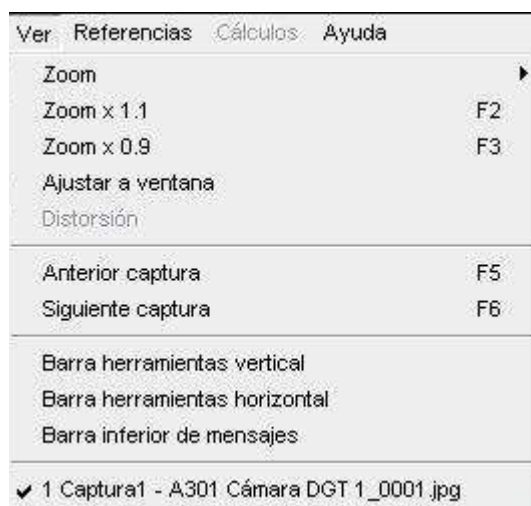 Ver Referencias Cálculos Ayuda
Zoom
Zoom x 1.1 F2
Zoom x 0.9 F3
Ajustar a ventana
Distorsión
Anterior captura F5
Siguiente captura F6
Barra herramientas vertical
Barra herramientas horizontal
Barra inferior de mensajes
✔ 1 Captura1 - A301 Cámara DGT 1_0001.jpg